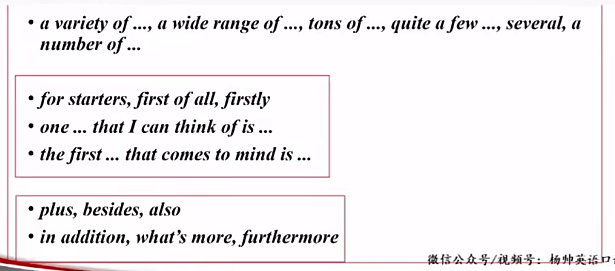 • a variety of ..., a wide range of ..., tons of ..., quite a few ..., several, a
number of ...
• for starters, first of all, firstly
• one ... that I can think of is ...
• the first ... that comes to mind is ...
• plus, besides, also
• in addition, what's more, furthermore
微信公众号/视频号：杨帅英语口